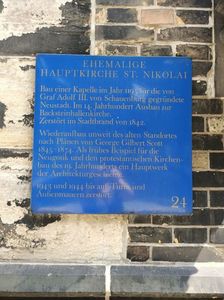 EHEMALIGE
HAUPTKIRCHE ST. NIKOLAI
Bau einer Kapelle im Jahr 1195 für die von
Graf Adolf III. von Schauenburg gegründete
Neustadt. Im 14. Jahrhundert Ausbau zur
Backsteinhallenkirche.
Zerstört im Stadtbrand von 1842.
Wiederaufbau unweit des alten Standortes
nach Plänen von George Gilbert Scott
1845-1874. Als frühes Beispiel für die
Neugotik und den protestantischen Kirchen-
bau des 19. Jahrhunderts ein Hauptwerk
der Architekturgeschichte.
1943 und 1944 bis auf Turm und
Außenmauern zerstört.
24